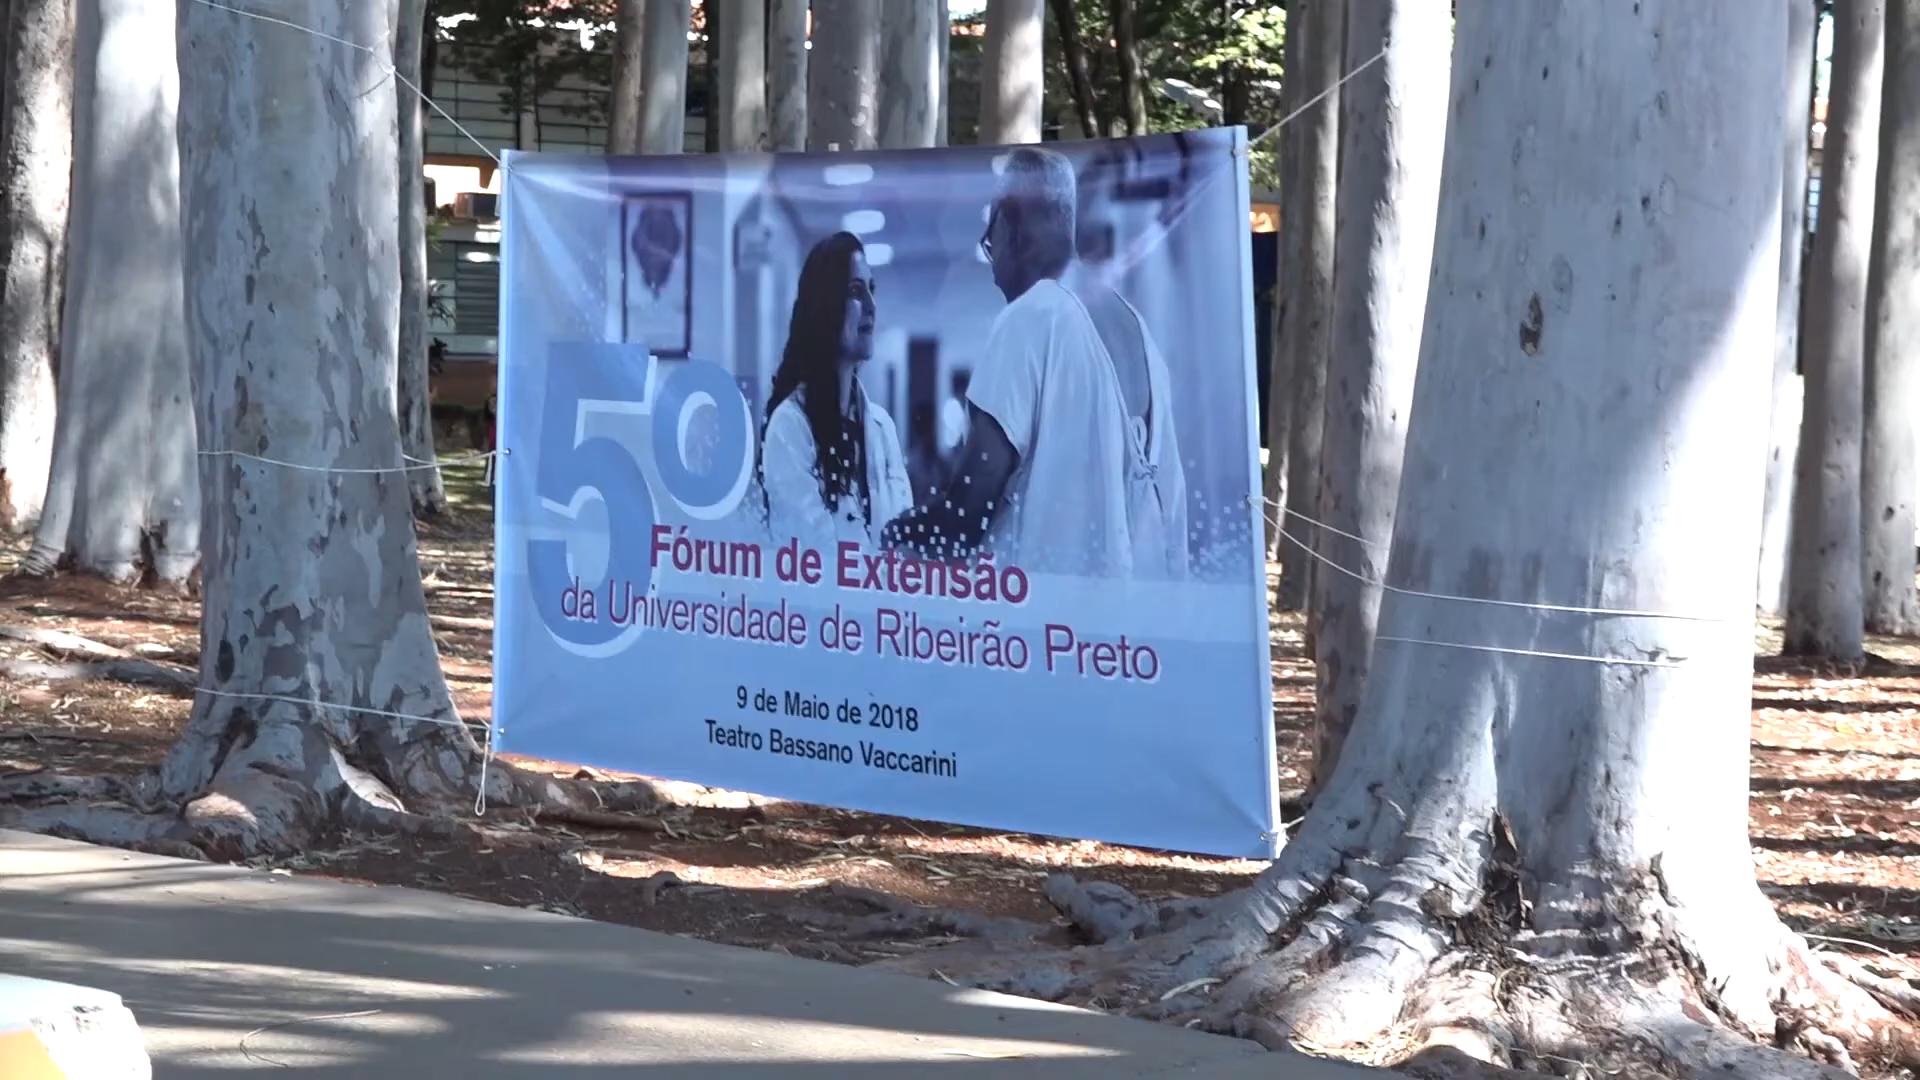 5º
Fórum de Extensão
da Universidade de Ribeirão Preto
9 de Maio de 2018
Teatro Bassano Vaccarini